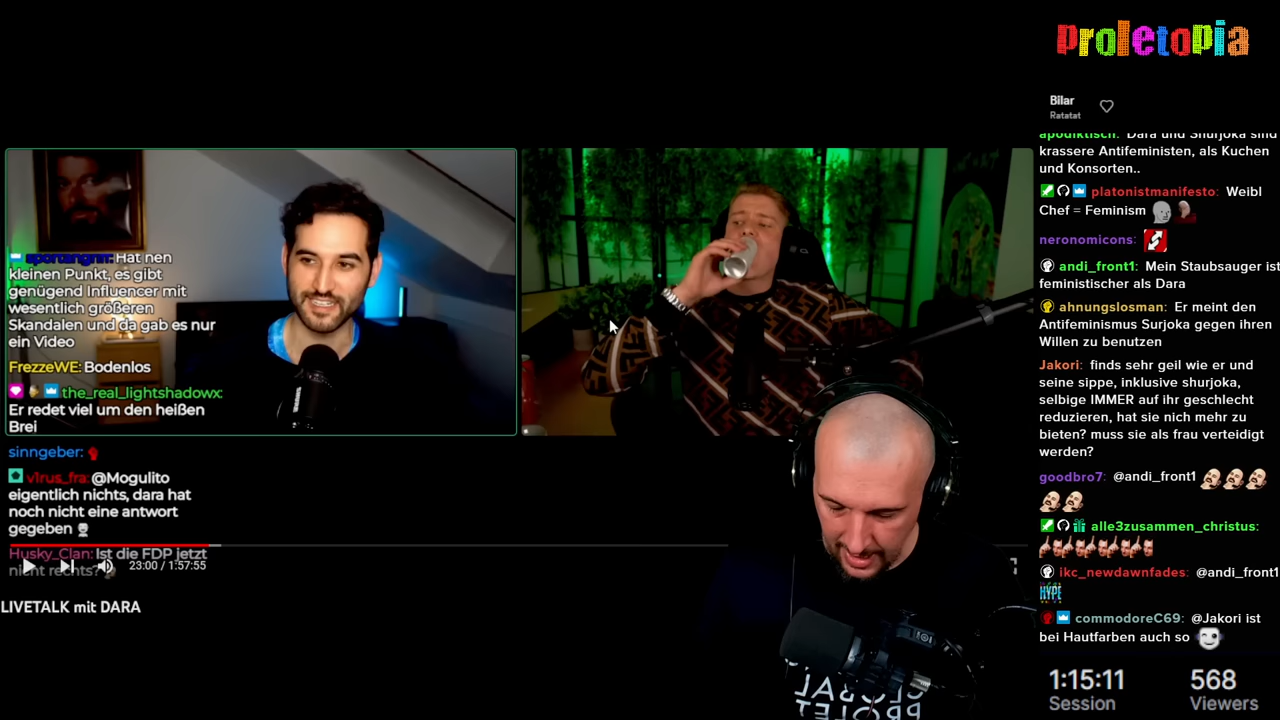 proletopia
Bilar
Ratatat
apodiktisch: Dara und Shurjoka sind
krassere Antifeministen, als Kuchen
und Konsorten..
platonistmanifesto: Weibl
Chef = Feminism
neronomicons:
andi_front1: Mein Staubsauger ist
feministischer als Dara
ahnungslosman: Er meint den
Antifeminismus Surjoka gegen ihren
Willen zu benutzen
Jakori: finds sehr geil wie er und
seine sippe, inklusive shurjoka,
selbige IMMER auf ihr geschlecht
reduzieren, hat sie nich mehr zu
bieten? muss sie als frau verteidigt
werden?
goodbro7: @andi_front1
alle3zusammen_christus:
ikc_newdawnfades: @andi_front1
HYPE
commodoreC69: @Jakori ist
bei Hautfarben auch so
1:15:11
Session
568
Viewers
Hat nen
kleinen Punkt, es gibt
genügend Influencer mit
wesentlich größeren
Skandalen und da gab es nur
ein Video
FrezzeWE: Bodenlos
the_real_lightshadowx:
Er redet viel um den heißen
Brei
sinngeber:
v1rus_fra: @Mogulito
eigentlich nichts, dara hat
noch nicht eine antwort
gegeben
Husky_Clan: Ist die FDP jetzt
nicht rechts?
23:00 / 1:57:55
LIVETALK mit DARA